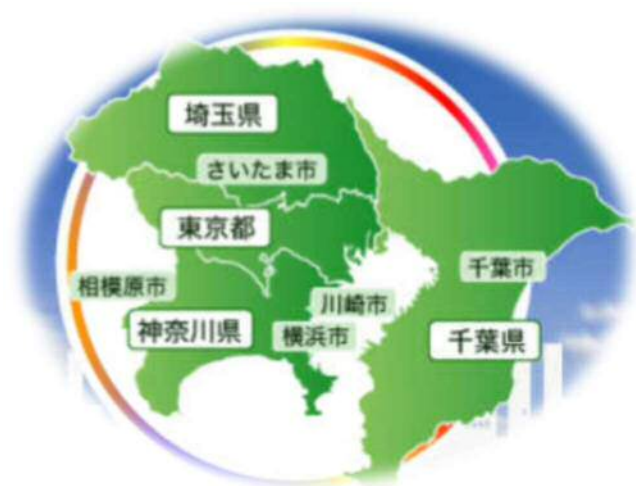 埼玉県
さいたま市
東京都
千葉市
相模原市
川崎市
神奈川県
横浜市
千葉県